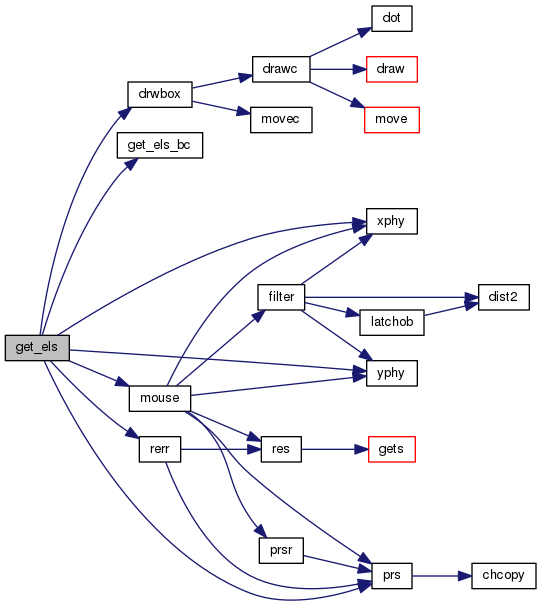 dot
drawc
draw
drwbox
move
movec
get_els_bc
xphy
filter
dist2
latchob
get_els
yphy
mouse
rerr
res
gets
prsr
prs
chcopy